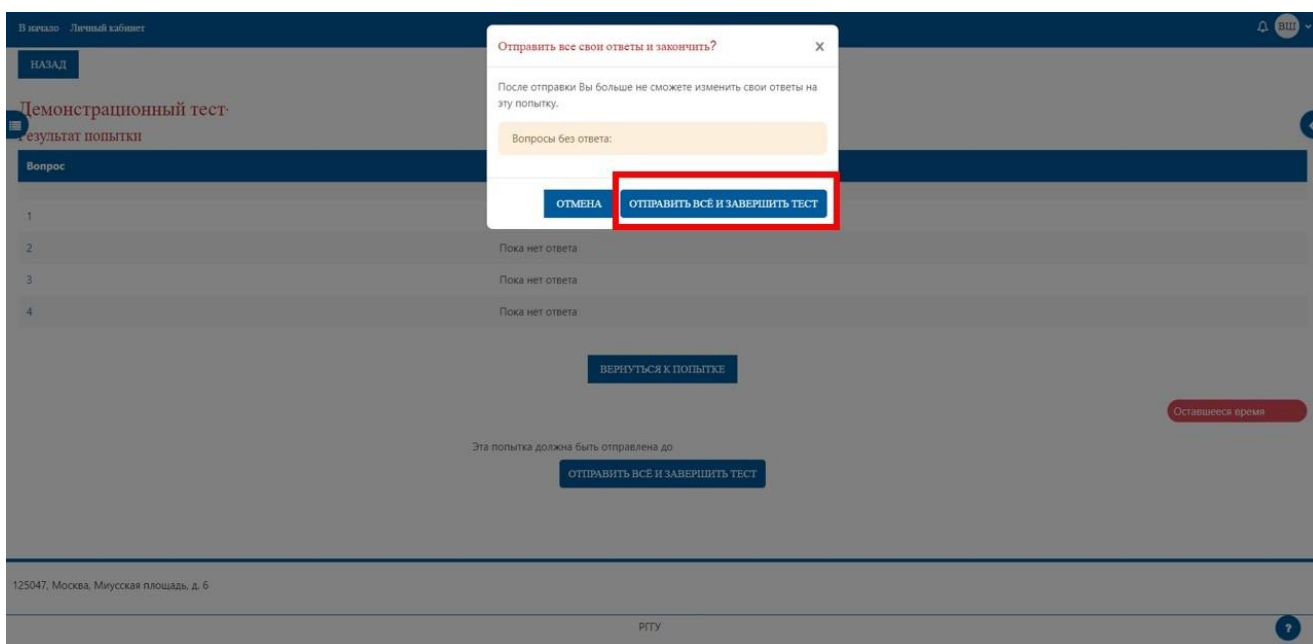 В начало Личный кабинет
ВШ
НАЗАД
Демонстрационный тест
Результат попытки
Вопрос
Отправить все свои ответы и закончить?
После отправки Вы больше не сможете изменить свои ответы на
эту попытку.
Вопросы без ответа:
ОТМЕНА ОТПРАВИТЬ ВСЁ И ЗАВЕРШИТЬ ТЕСТ
1
2 Пока нет ответа
3 Пока нет ответа
4 Пока нет ответа
ВЕРНУТЬСЯ К ПОПЫТКЕ
Оставшееся время
Эта попытка должна быть отправлена до
ОТПРАВИТЬ ВСЁ И ЗАВЕРШИТЬ ТЕСТ
125047, Москва, Миусская площадь, д. 6
РГГУ
?